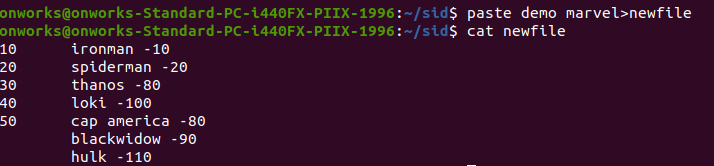 onworks@onworks-Standard-PC-i440FX-PIIX-1996:~/sid$ paste demo marvel>newfile
onworks@onworks-Standard-PC-i440FX-PIIX-1996:~/sid$ cat newfile
10 ironman -10
20 spiderman -20
30 thanos -80
40 loki -100
50 cap america -80
blackwidow -90
hulk -110